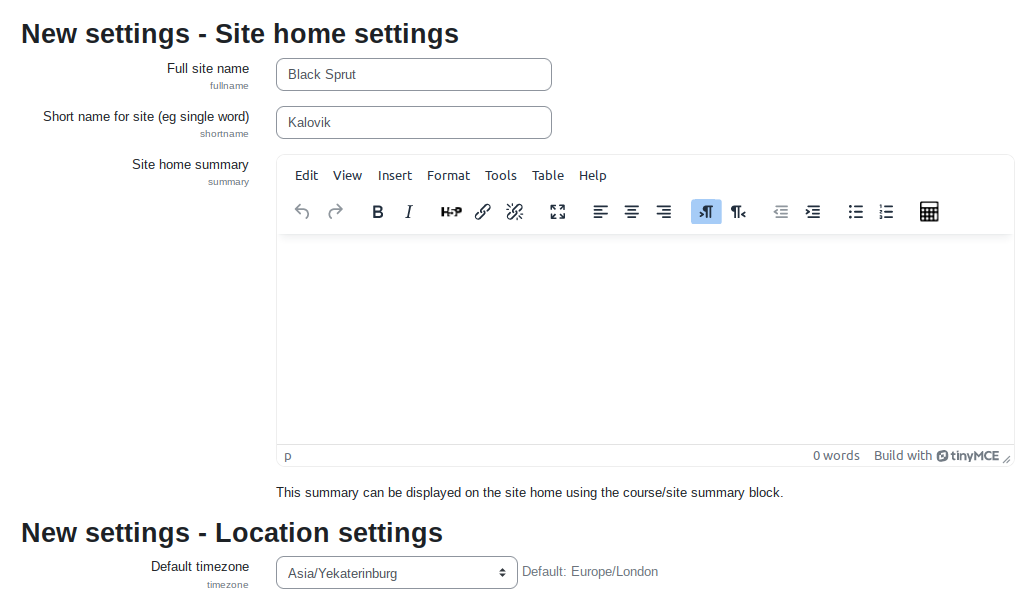 New settings - Site home settings
Full site name
fullname
Black Sprut
Short name for site (eg single word)
shortname
Kalovik
Site home summary
summary
Edit View Insert Format Tools Table Help
B I H-P
p
0 words Build with tinyMCE
This summary can be displayed on the site home using the course/site summary block.
New settings - Location settings
Default timezone
timezone
Asia/Yekaterinburg
Default: Europe/London